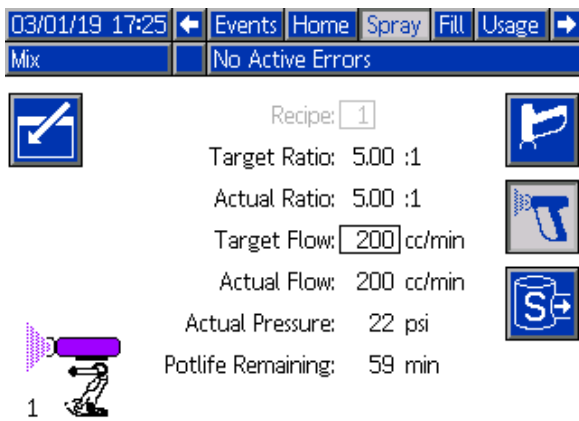 03/01/19 17:25 Events Home Spray Fill Usage
Mix No Active Errors
Recipe: 1
Target Ratio: 5.00 :1
Actual Ratio: 5.00 :1
Target Flow: 200 cc/min
Actual Flow: 200 cc/min
S
Actual Pressure: 22 psi
Potlife Remaining: 59 min
1